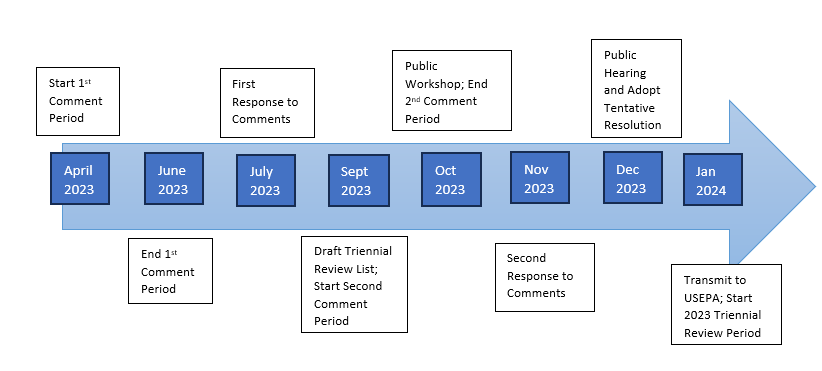 Start 1st
Comment
Period
First
Response to
Comments
Public
Workshop; End
2nd Comment
Period
Public
Hearing
and Adopt
Tentative
Resolution
April
2023
June
2023
July
2023
Sept
2023
Oct
2023
Nov
2023
Dec
2023
Jan
2024
End 1st
Comment
Period
Draft Triennial
Review List;
Start Second
Comment
Period
Second
Response to
Comments
Transmit to
USEPA; Start
2023 Triennial
Review Period